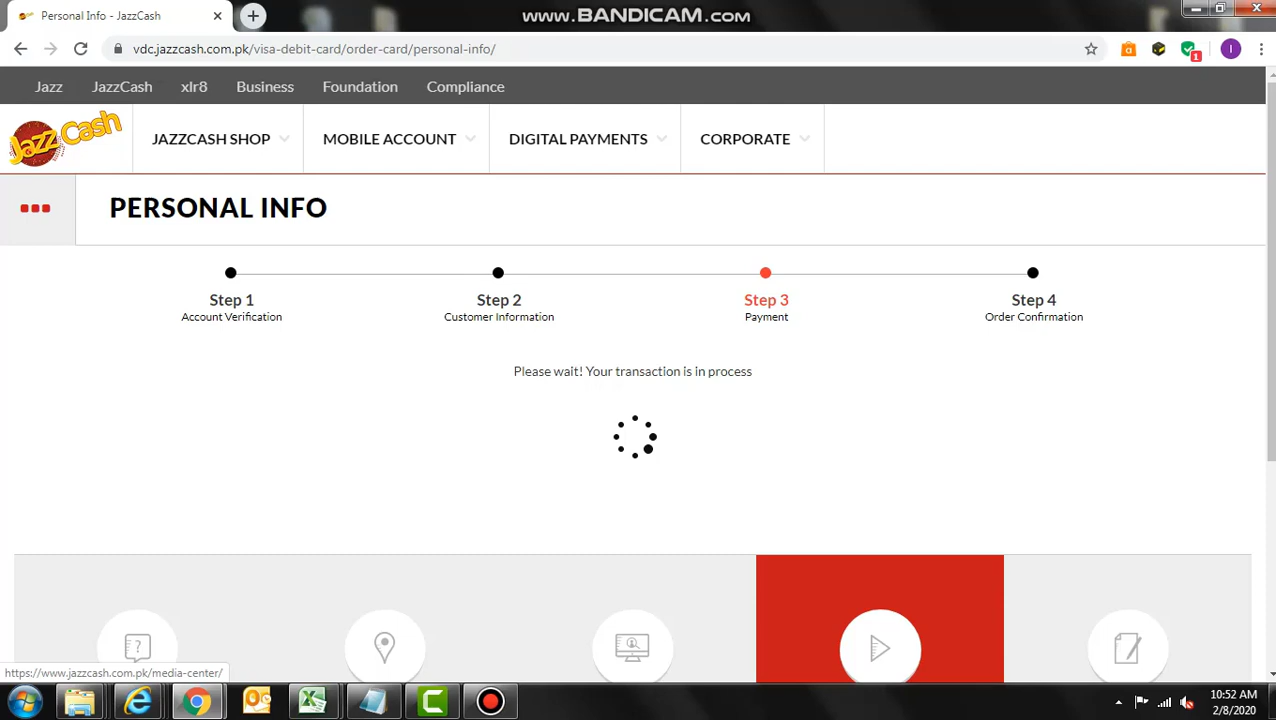 Personal Info - JazzCash
www.BANDICAM.com
vdc.jazzcash.com.pk/visa-debit-card/order-card/personal-info/
1
I
Jazz JazzCash xlr8 Business Foundation Compliance
Jazz Cash
JAZZCASH SHOP MOBILE ACCOUNT DIGITAL PAYMENTS CORPORATE
PERSONAL INFO
Step 1 Step 2 Step 3 Step 4
Account Verification Customer Information Payment Order Confirmation
Please wait! Your transaction is in process
?
https://www.jazzcash.com.pk/media-center/
10:52 AM
2/8/2020